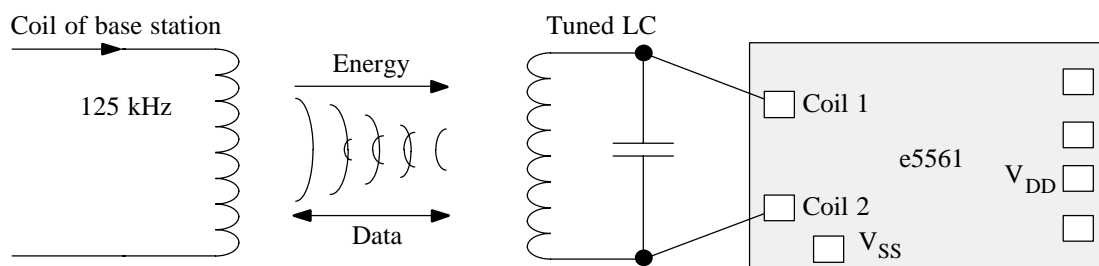 Coil of base station
Tuned LC
Energy
125 kHz
Coil 1
e5561
VDD
Coil 2
Data
VSS